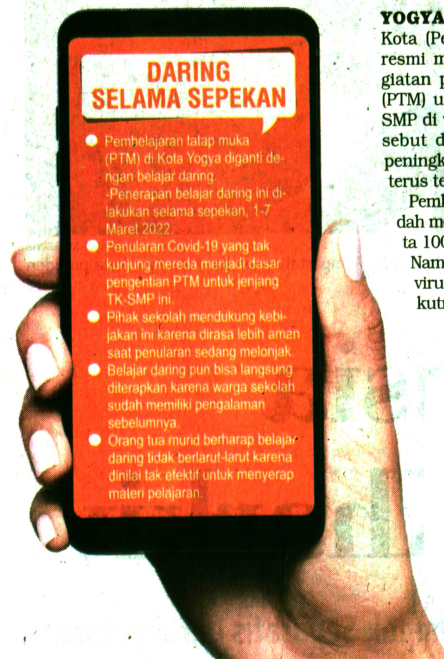 DARING
SELAMA SEPEKAN
Pembelajaran tatap muka
(PTM) di Kota Yogya diganti de-
ngan belajar daring.
-Penerapan belajar daring ini di-
lakukan selama sepekan, 1-7
Maret 2022.
Penularan Covid-19 yang tak
kunjung mereda menjadi dasar
pengentian PTM untuk jenjang
TK-SMP ini.
Pihak sekolah mendukung kebi-
jakan ini karena dirasa lebih aman
saat penularan sedang melonjak.
Belajar daring pun bisa langsung
diterapkan karena warga sekolah
sudah memiliki pengalaman
sebelumnya.
Orang tua murid berharap belajar
daring tidak berlarut-larut karena
dinilai tak efektif untuk menyerap
materi pelajaran.
YOGYA
Kota (Pe
resmi m
giatan p
(PTM) u
SMP di
sebut d
peningk
terus te
Pemb
dah me
ta 100
Nam
viru
kutn